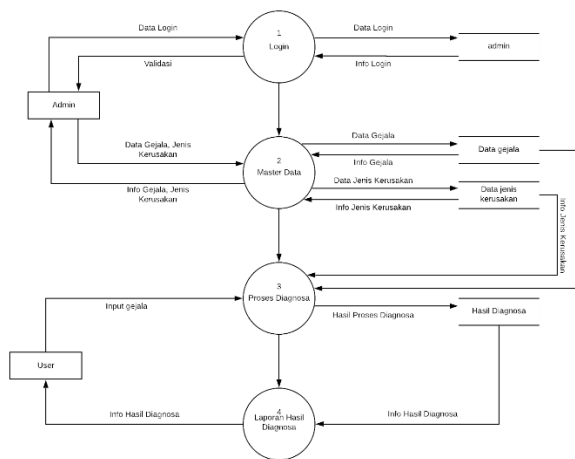 1
Login
Data Login
Data Login
admin
Validasi
Info Login
Admin
Data Gejala, Jenis
Kerusakan
Info Gejala, Jenis
Kerusakan
2
Master Data
Data Gejala
Data gejala
Info Gejala
Data Jenis Kerusakan
Data jenis
kerusakan
Info Jenis Kerusakan
Info Jenis Kerusakan
3
Proses Diagnosa
Input gejala
Hasil Proses Diagnosa
Hasil Diagnosa
User
4
Laporan Hasil
Diagnosa
Info Hasil Diagnosa
Info Hasil Diagnosa